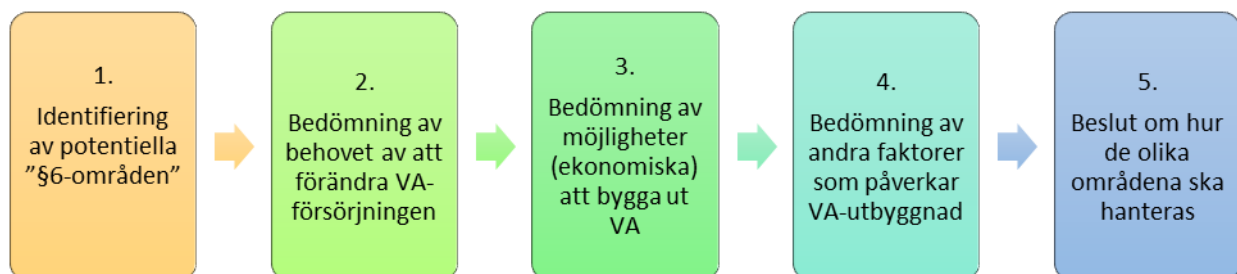 1.
Identifiering
av potentiella
”§6-områden”
2.
Bedömning av
behovet av att
förändra VA-
försörjningen
3.
Bedömning av
möjligheter
(ekonomiska)
att bygga ut
VA
4.
Bedömning av
andra faktorer
som påverkar
VA-utbyggnad
5.
Beslut om hur
de olika
områdena ska
hanteras